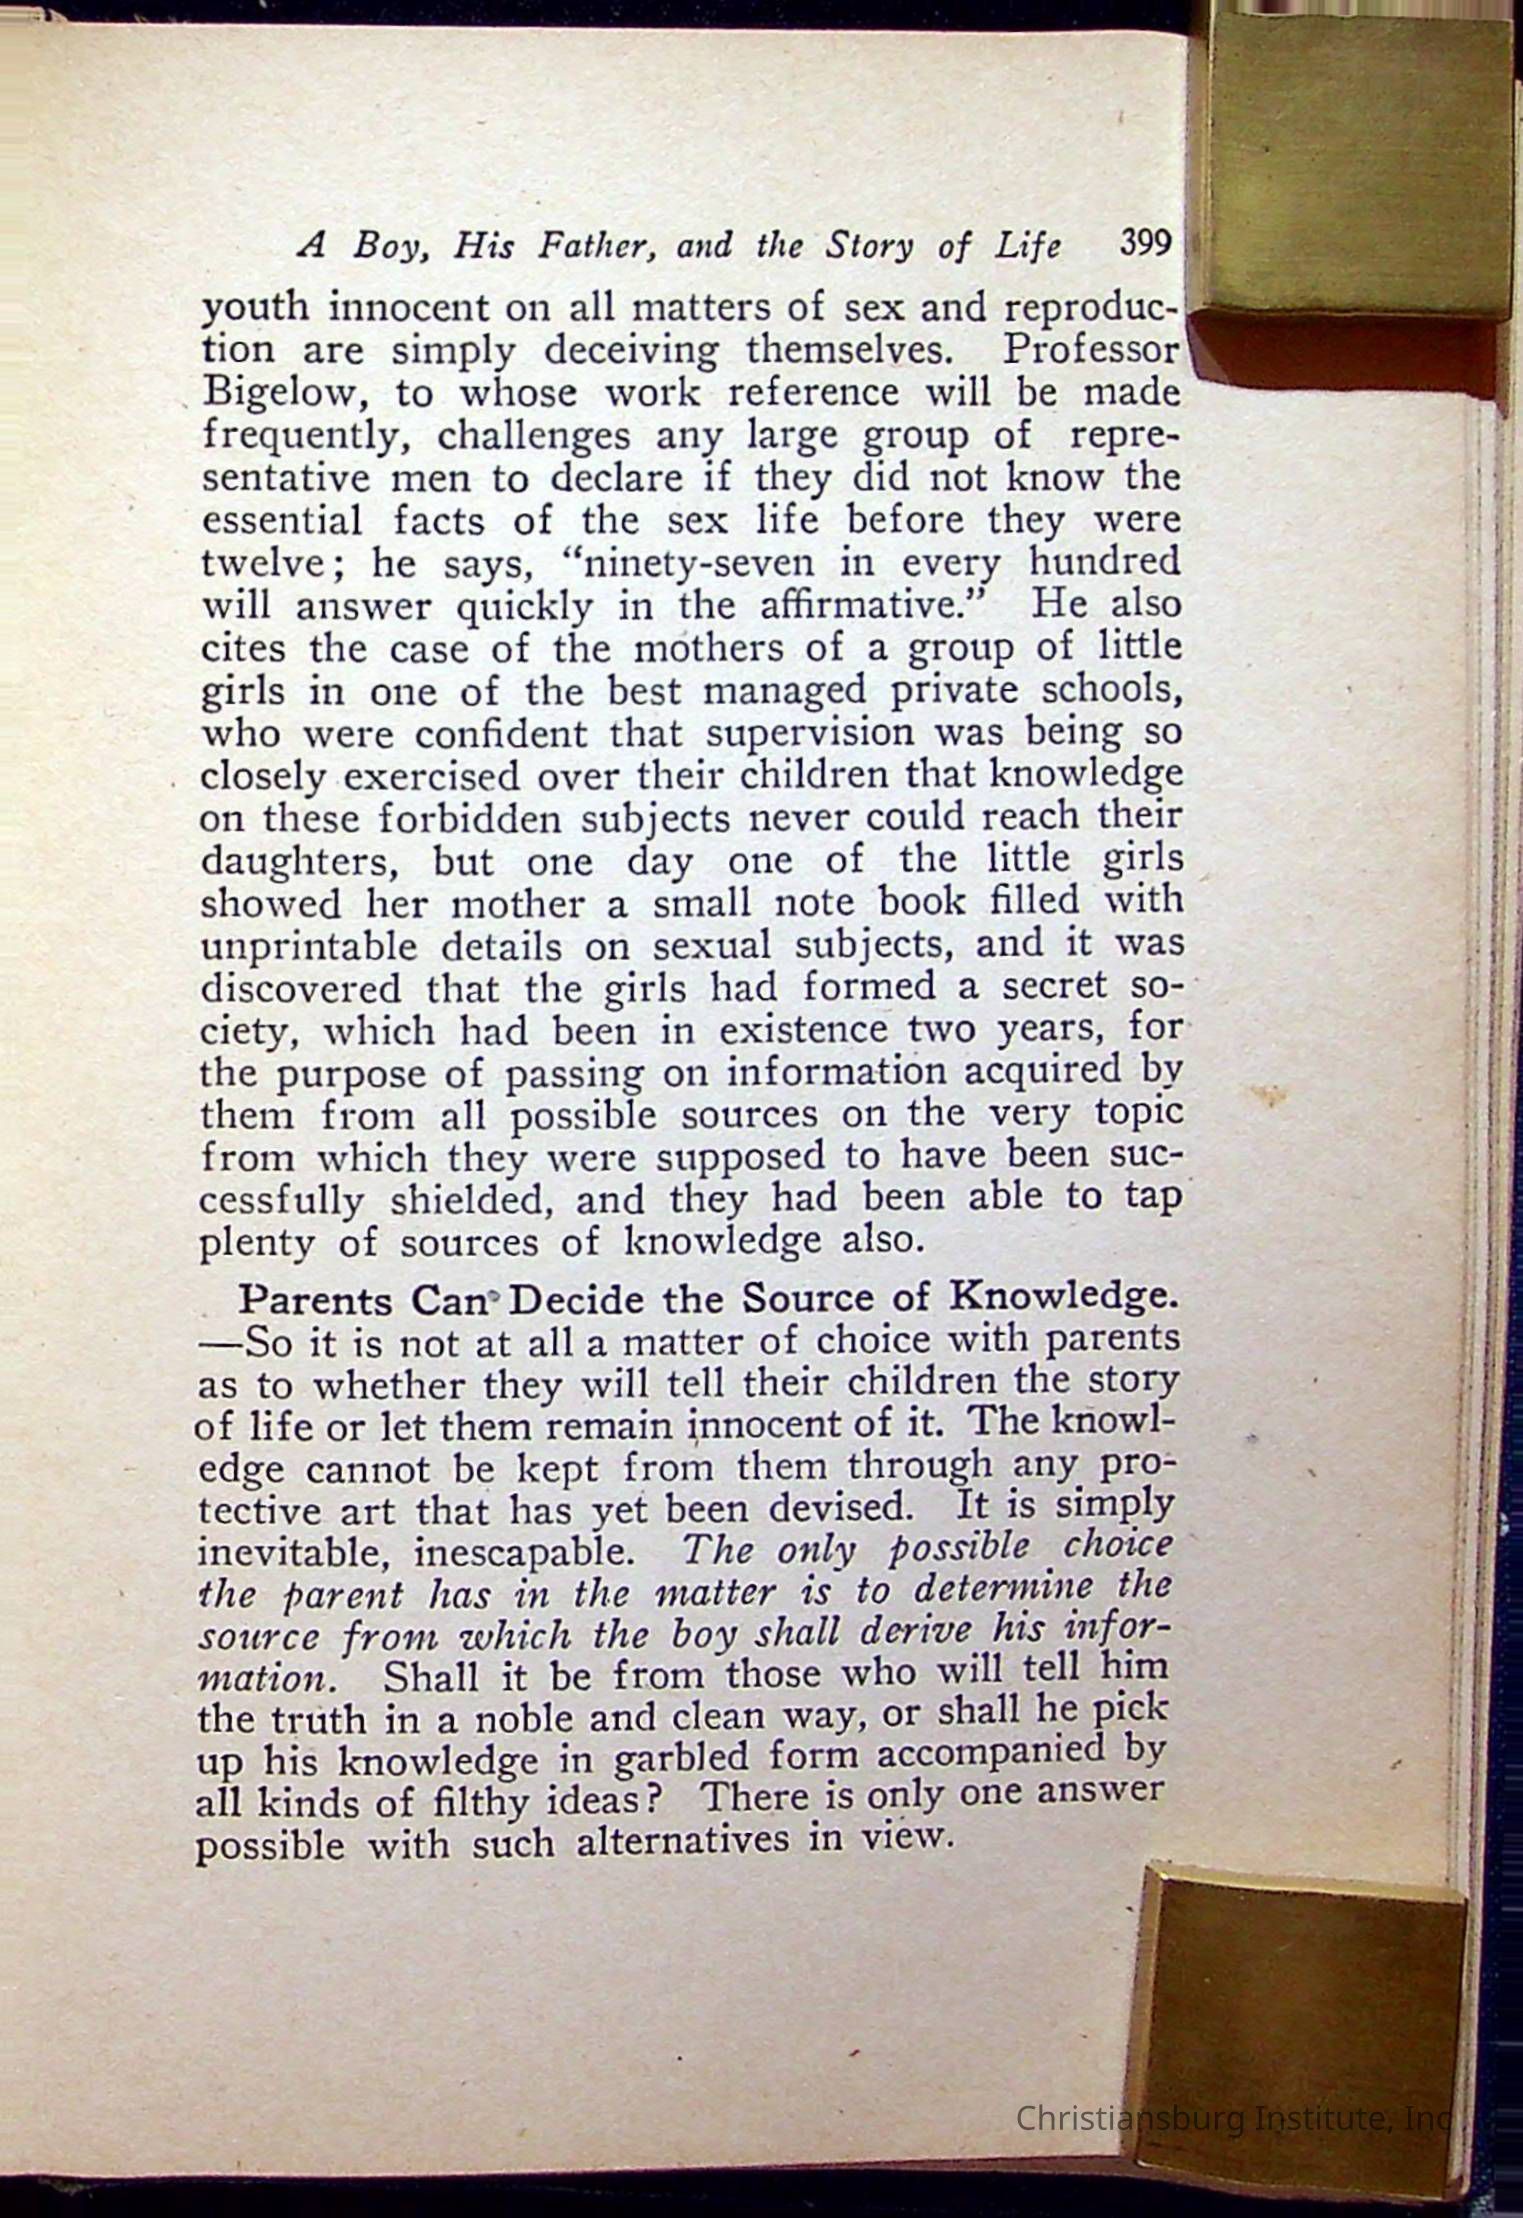 A Boy, His Father, and the Story of Life 399
youth innocent on all matters of sex and reproduc-
tion are simply deceiving themselves. Professor
Bigelow, to whose work reference will be made
frequently, challenges any large group of repre-
sentative men to declare if they did not know the
essential facts of the sex life before they were
twelve; he says, “ninety-seven in every hundred
will answer quickly in the affirmative.” He also
cites the case of the mothers of a group of little
girls in one of the best managed private schools,
who were confident that supervision was being so
closely exercised over their children that knowledge
on these forbidden subjects never could reach their
daughters, but one day one of the little girls
showed her mother a small note book filled with
unprintable details on sexual subjects, and it was
discovered that the girls had formed a secret so-
ciety, which had been in existence two years, for
the purpose of passing on information acquired by
them from all possible sources on the very topic
from which they were supposed to have been suc-
cessfully shielded, and they had been able to tap
plenty of sources of knowledge also.
Parents Can Decide the Source of Knowledge.
—So it is not at all a matter of choice with parents
as to whether they will tell their children the story
of life or let them remain innocent of it. The knowl-
edge cannot be kept from them through any pro-
tective art that has yet been devised. It is simply
inevitable, inescapable. The only possible choice
the parent has in the matter is to determine the
source from which the boy shall derive his infor-
mation. Shall it be from those who will tell him
the truth in a noble and clean way, or shall he pick
up his knowledge in garbled form accompanied by
all kinds of filthy ideas? There is only one answer
possible with such alternatives in view.
Christiansburg Institute, Inc